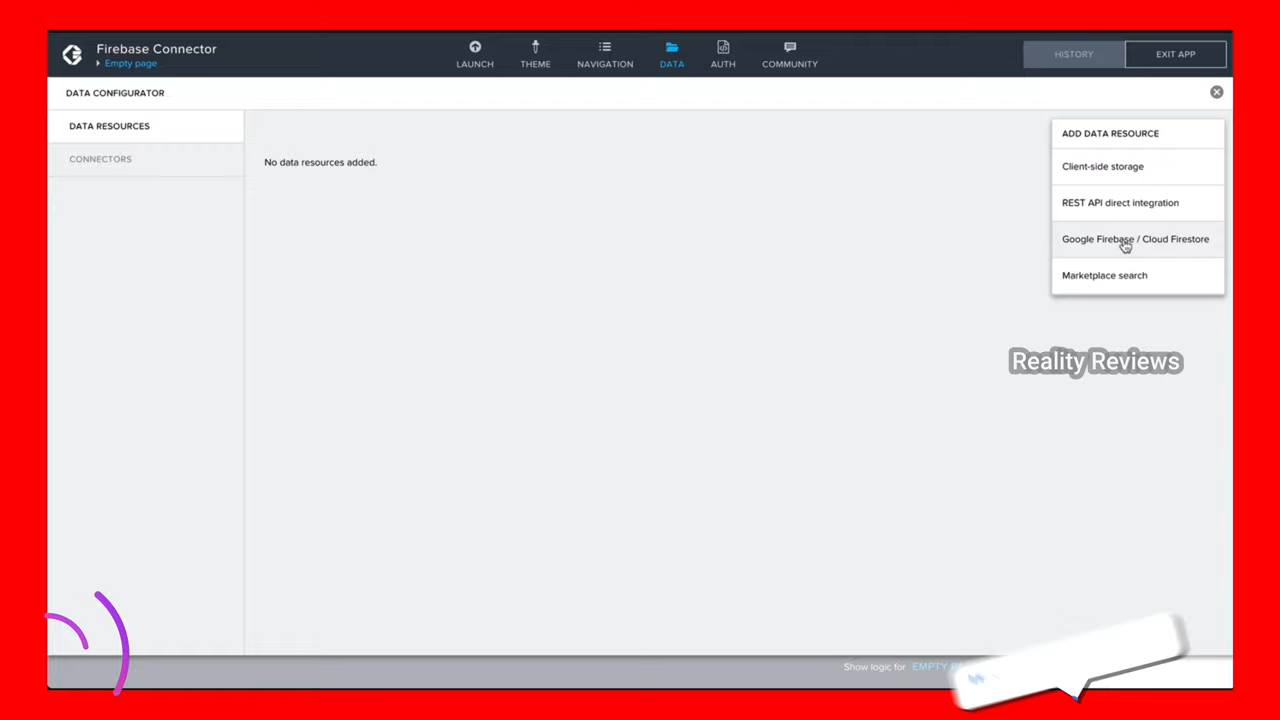 Firebase Connector
Empty page
LAUNCH
THEME
NAVIGATION
DATA
AUTH
COMMUNITY
HISTORY
EXIT APP
DATA CONFIGURATOR
DATA RESOURCES
CONNECTORS
No data resources added.
ADD DATA RESOURCE
Client-side storage
REST API direct integration
Google Firebase / Cloud Firestore
Marketplace search
Reality Reviews
Show logic for EMPTY